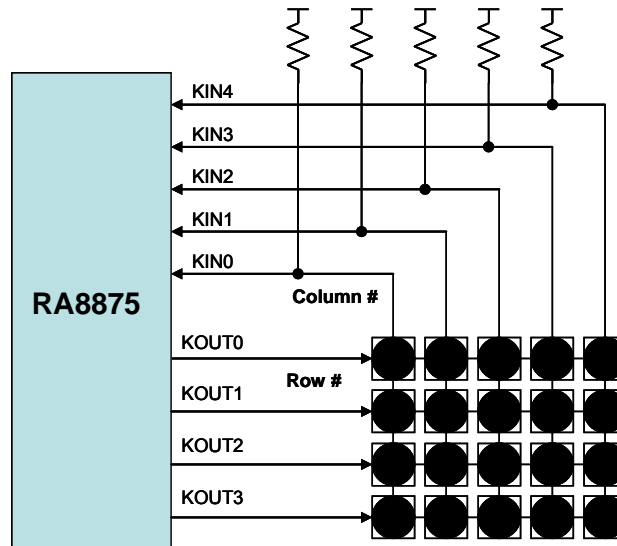 KIN4
KIN3
KIN2
KIN1
KIN0
Column #
RA8875
KOUT0
Row #
KOUT1
KOUT2
KOUT3